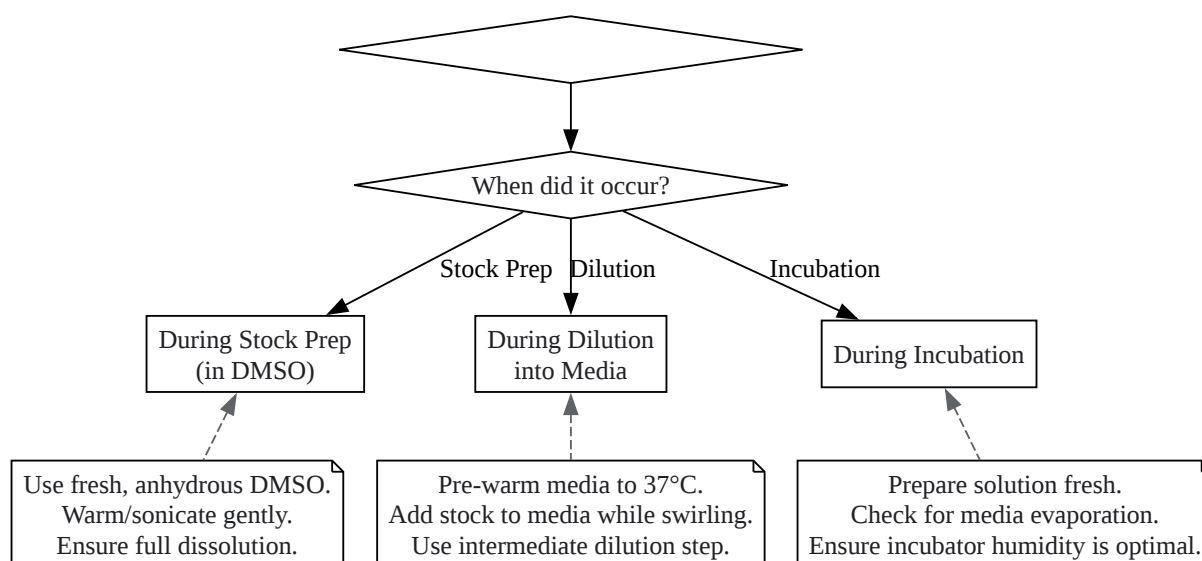 When did it occur?
Stock Prep
Dilution
Incubation
During Stock Prep
(in DMSO)
During Dilution
into Media
During Incubation
Use fresh, anhydrous DMSO.
Warm/sonicate gently.
Ensure full dissolution.
Pre-warm media to 37°C.
Add stock to media while swirling.
Use intermediate dilution step.
Prepare solution fresh.
Check for media evaporation.
Ensure incubator humidity is optimal.